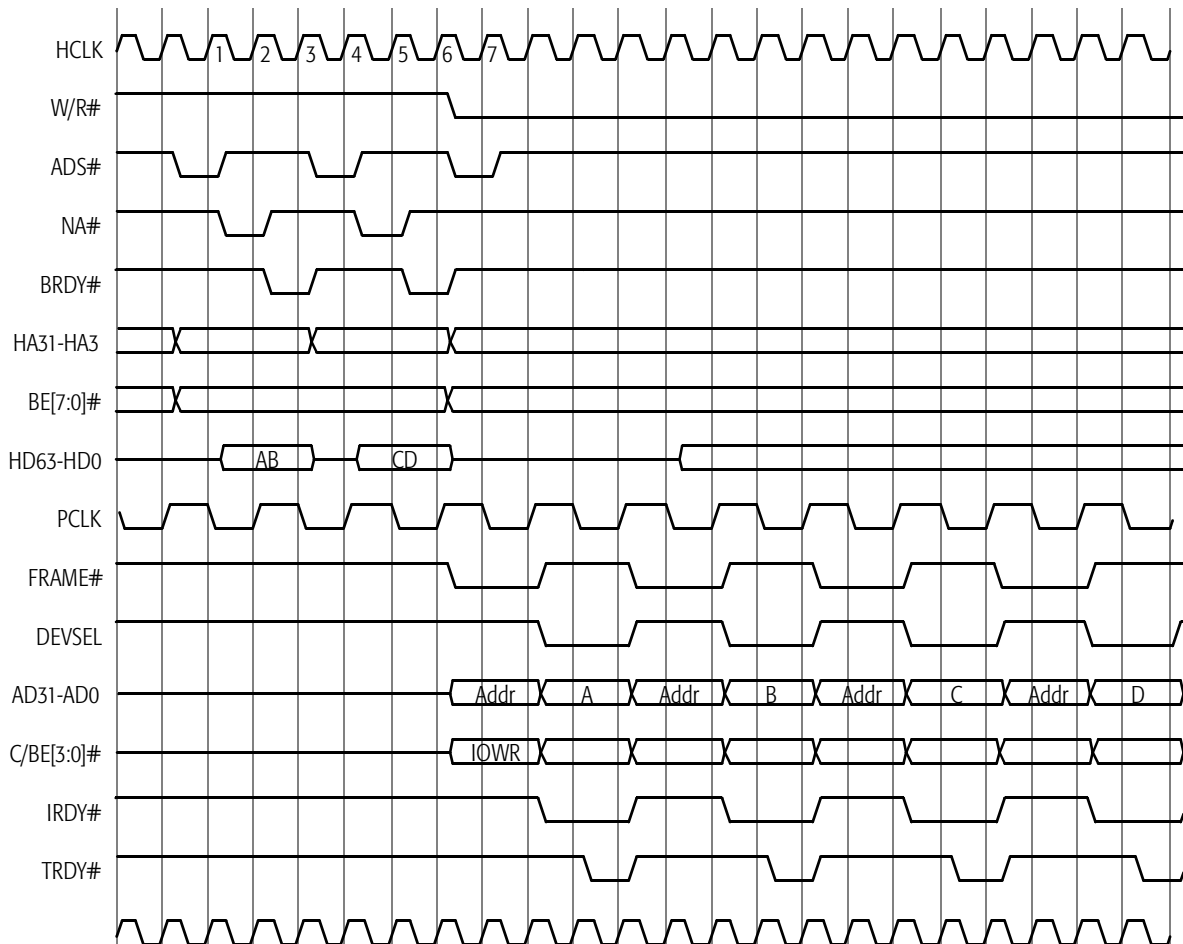 HCLK 1 2 3 4 5 6 7
W/R#
ADS#
NA#
BRDY#
HA31-HA3
BE[7:0]#
HD63-HD0 AB CD
PCLK
FRAME#
DEVSEL
AD31-AD0 Addr A Addr B Addr C Addr D
C/BE[3:0]# IOWR
IRDY#
TRDY#